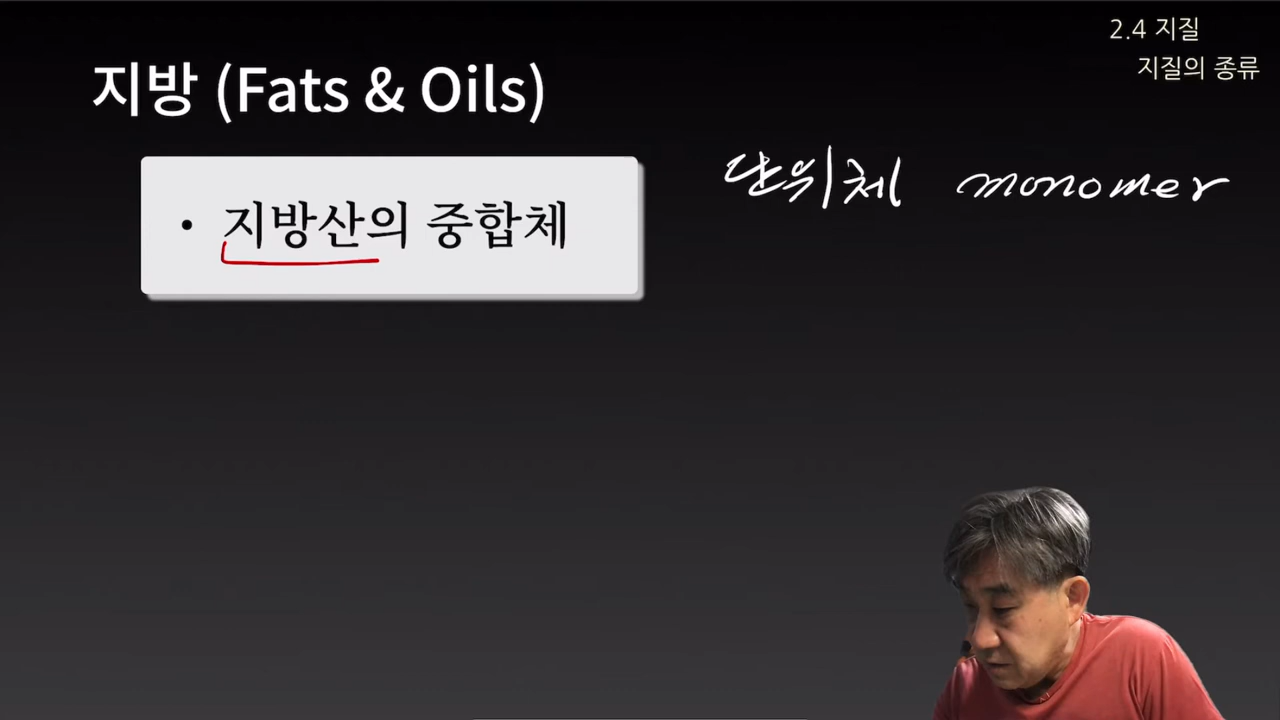 2.4 지질
지질의 종류
지방 (Fats & Oils)
• 지방산의 중합체
단위체 monomer